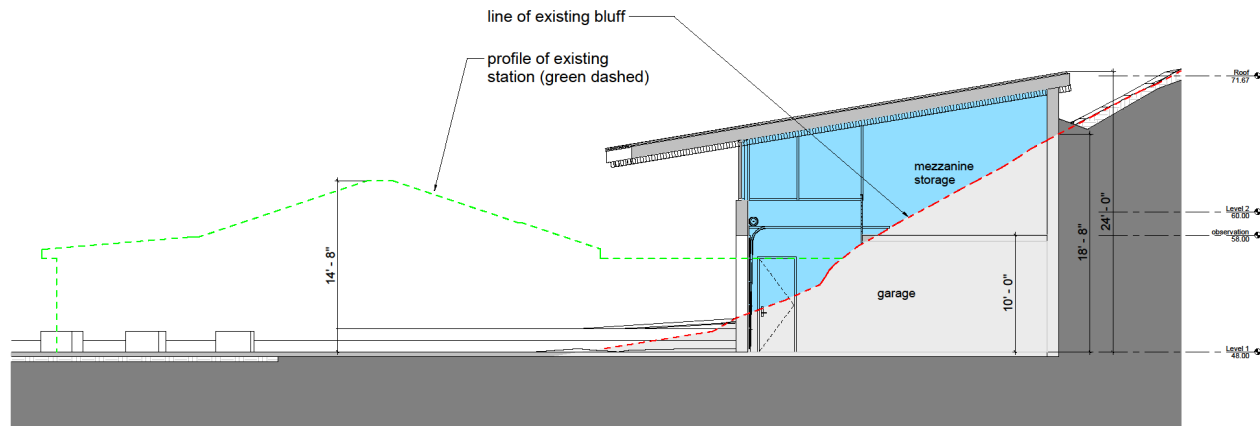 line of existing bluff
profile of existing
station (green dashed)
Roof
71.67
mezzanine
storage
Level 2
60.00
observation
58.00
14' - 8"
24' - 0"
18' - 8"
10' - 0"
garage
Level 1
48.00